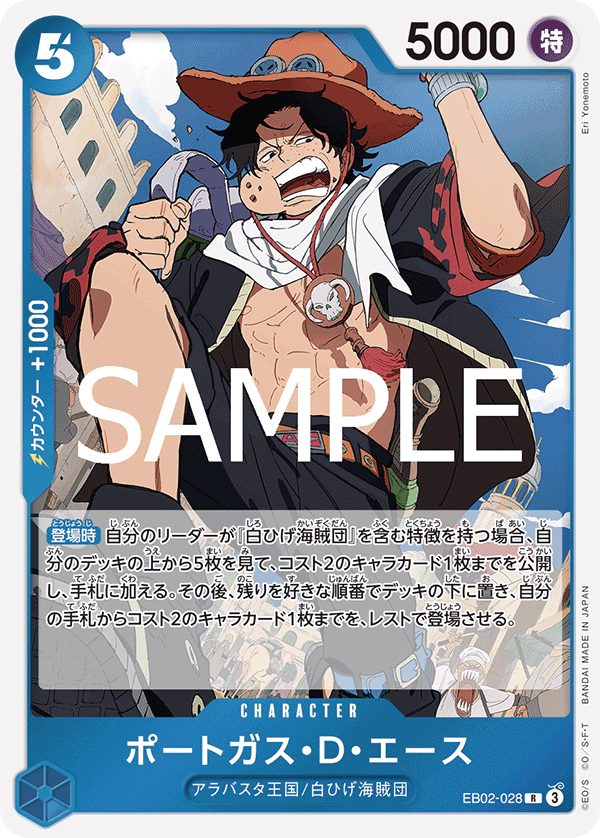 5
5000 特
Eri Yonemoto
カウンター +1000
SAMPLE
登場時 自分のリーダーが『白ひげ海賊団』を含む特徴を持つ場合、自
分のデッキの上から5枚を見て、コスト2のキャラカード1枚までを公開
し、手札に加える。その後、残りを好きな順番でデッキの下に置き、自分
の手札からコスト2のキャラカード1枚までを、レストで登場させる。
CHARACTER
ポートガス・D・エース
アラバスタ王国/白ひげ海賊団
EB02-028 R 3
©E.O/S ©O/S・F・T BANDAI MADE IN JAPAN